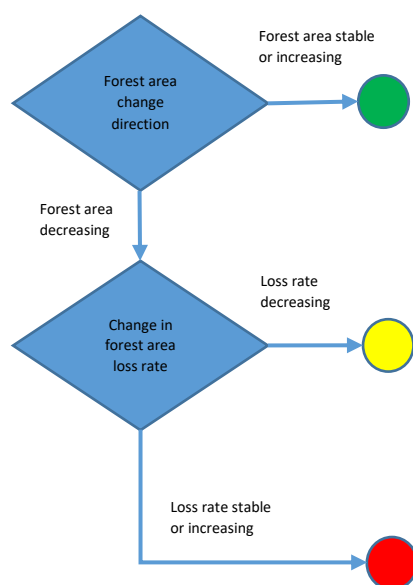 Forest area stable
or increasing
Forest area
change
direction
Forest area
decreasing
Loss rate
decreasing
Change in
forest area
loss rate
Loss rate stable
or increasing